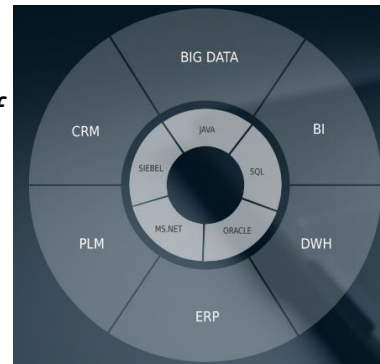 c
BIG DATA
CRM
BI
JAVA
SIEBEL
SQL
MS.NET
ORACLE
PLM
DWH
ERP